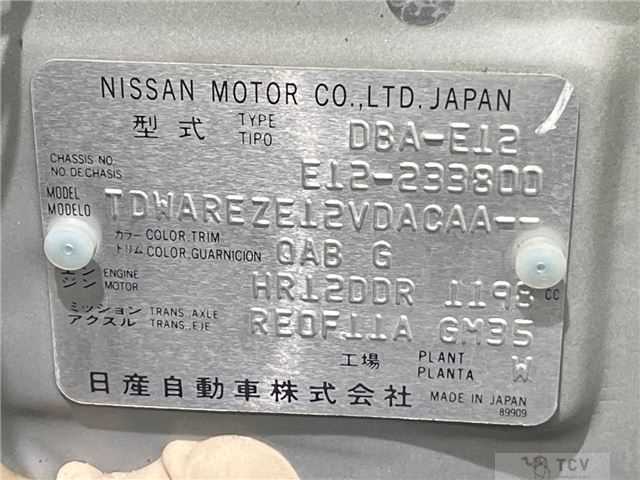 NISSAN MOTOR CO.,LTD. JAPAN
型式 TYPE TIPO DBA-E12
CHASSIS NO. NO.DE CHASIS E12-233800
MODEL MODELO TDWAREZE12VDACAA--
カラー COLOR,TRIM トリム COLOR,GUARNICION QAB G
エンジン ENGINE MOTOR HR12DDR 1198 CC
ミッション TRANS.,AXLE アクスル TRANS.,EJE RE0F11A GM35
工場 PLANT PLANTA W
日産自動車株式会社 MADE IN JAPAN
89909
TCV